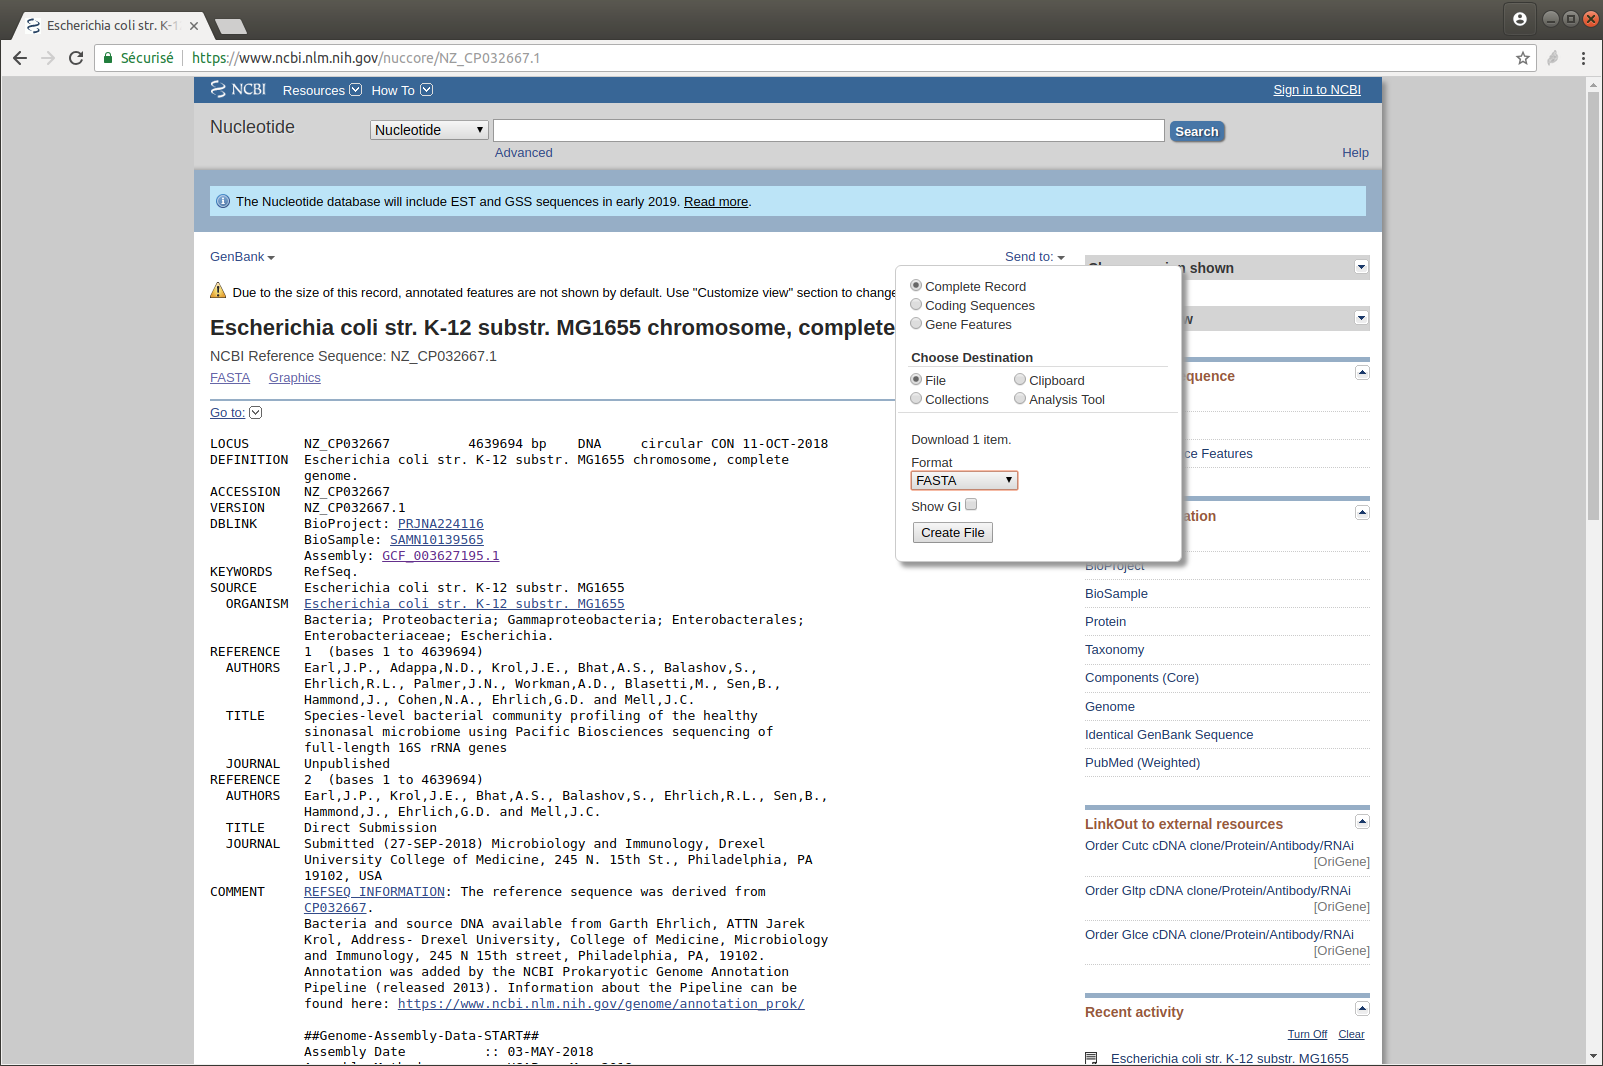 Escherichia coli str. K-1
Sécurisé https://www.ncbi.nlm.nih.gov/nuccore/NZ_CP032667.1
NCBI Resources How To Sign in to NCBI
Nucleotide Nucleotide Search
Advanced Help
The Nucleotide database will include EST and GSS sequences in early 2019. Read more.
GenBank Send to:
shown
Due to the size of this record, annotated features are not shown by default. Use "Customize view" section to change
Escherichia coli str. K-12 substr. MG1655 chromosome, complete
NCBI Reference Sequence: NZ_CP032667.1
FASTA Graphics
Go to:
LOCUS NZ_CP032667 4639694 bp DNA circular CON 11-OCT-2018
DEFINITION Escherichia coli str. K-12 substr. MG1655 chromosome, complete
genome.
ACCESSION NZ_CP032667
VERSION NZ_CP032667.1
DBLINK BioProject: PRJNA224116
BioSample: SAMN10139565
Assembly: GCF_003627195.1
KEYWORDS RefSeq.
SOURCE Escherichia coli str. K-12 substr. MG1655
ORGANISM Escherichia coli str. K-12 substr. MG1655
Bacteria; Proteobacteria; Gammaproteobacteria; Enterobacterales;
Enterobacteriaceae; Escherichia.
REFERENCE 1 (bases 1 to 4639694)
AUTHORS Earl,J.P., Adappa,N.D., Krol,J.E., Bhat,A.S., Balashov,S.,
Ehrlich,R.L., Palmer,J.N., Workman,A.D., Blasetti,M., Sen,B.,
Hammond,J., Cohen,N.A., Ehrlich,G.D. and Mell,J.C.
TITLE Species-level bacterial community profiling of the healthy
sinonasal microbiome using Pacific Biosciences sequencing of
full-length 16S rRNA genes
JOURNAL Unpublished
REFERENCE 2 (bases 1 to 4639694)
AUTHORS Earl,J.P., Krol,J.E., Bhat,A.S., Balashov,S., Ehrlich,R.L., Sen,B.,
Hammond,J., Ehrlich,G.D. and Mell,J.C.
TITLE Direct Submission
JOURNAL Submitted (27-SEP-2018) Microbiology and Immunology, Drexel
University College of Medicine, 245 N. 15th St., Philadelphia, PA
19102, USA
COMMENT REFSEQ INFORMATION: The reference sequence was derived from
CP032667.
Bacteria and source DNA available from Garth Ehrlich, ATTN Jarek
Krol, Address- Drexel University, College of Medicine, Microbiology
and Immunology, 245 N 15th street, Philadelphia, PA, 19102.
Annotation was added by the NCBI Prokaryotic Genome Annotation
Pipeline (released 2013). Information about the Pipeline can be
found here: https://www.ncbi.nlm.nih.gov/genome/annotation_prok/
##Genome-Assembly-Data-START##
Assembly Date :: 03-MAY-2018
Complete Record
Coding Sequences
Gene Features
Choose Destination
File Clipboard
Collections Analysis Tool
Download 1 item.
Format
FASTA
Show GI
Create File
w
quence
ce Features
ation
BioProject
BioSample
Protein
Taxonomy
Components (Core)
Genome
Identical GenBank Sequence
PubMed (Weighted)
LinkOut to external resources
Order Cutc cDNA clone/Protein/Antibody/RNAi
[OriGene]
Order Gltp cDNA clone/Protein/Antibody/RNAi
[OriGene]
Order Glce cDNA clone/Protein/Antibody/RNAi
[OriGene]
Recent activity
Turn Off Clear
Escherichia coli str. K-12 substr. MG1655